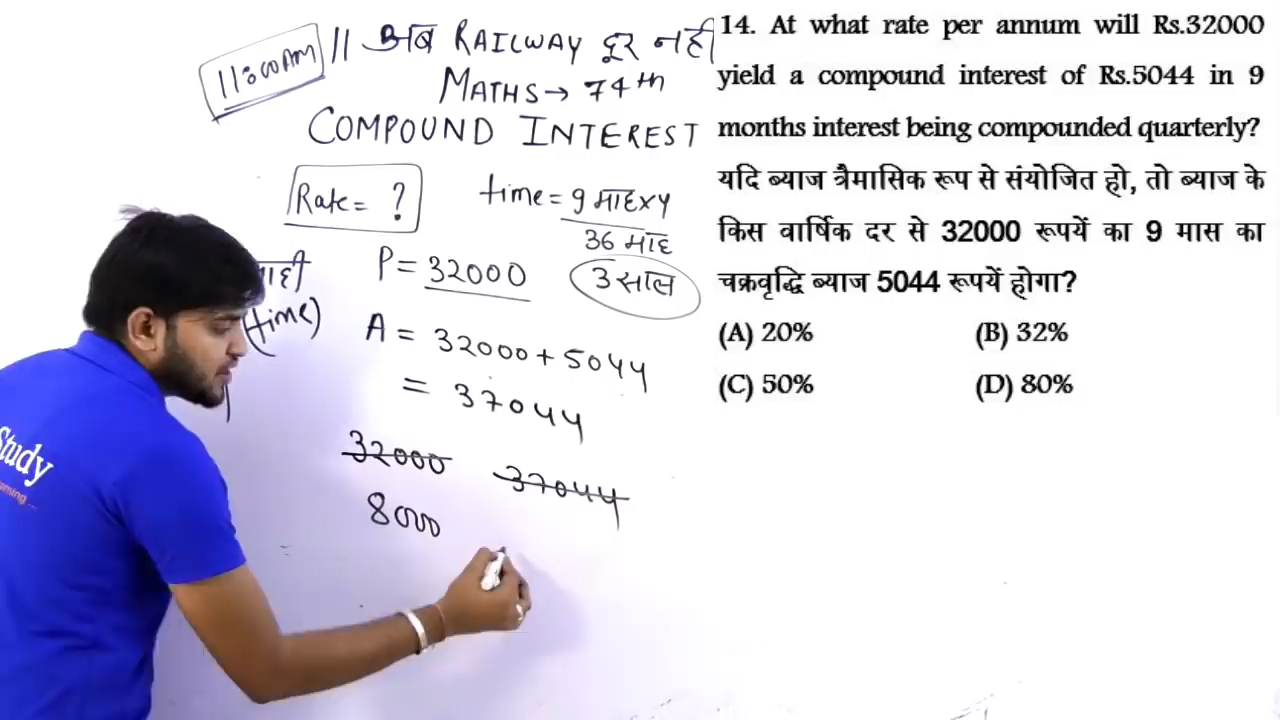 11:00AM // अब RAILWAY दूर नही
MATHS→ 74th
COMPOUND INTEREST
Rate = ?
time = 9 माहx4
36 माह
3 साल
P = 32000
(time)
A = 32000 + 5044
= 37044
32000 37044
8000
Study
14. At what rate per annum will Rs.32000
yield a compound interest of Rs.5044 in 9
months interest being compounded quarterly?
यदि ब्याज त्रैमासिक रूप से संयोजित हो, तो ब्याज के
किस वार्षिक दर से 32000 रूपयें का 9 मास का
चक्रवृद्धि ब्याज 5044 रूपयें होगा?
(A) 20% (B) 32%
(C) 50% (D) 80%